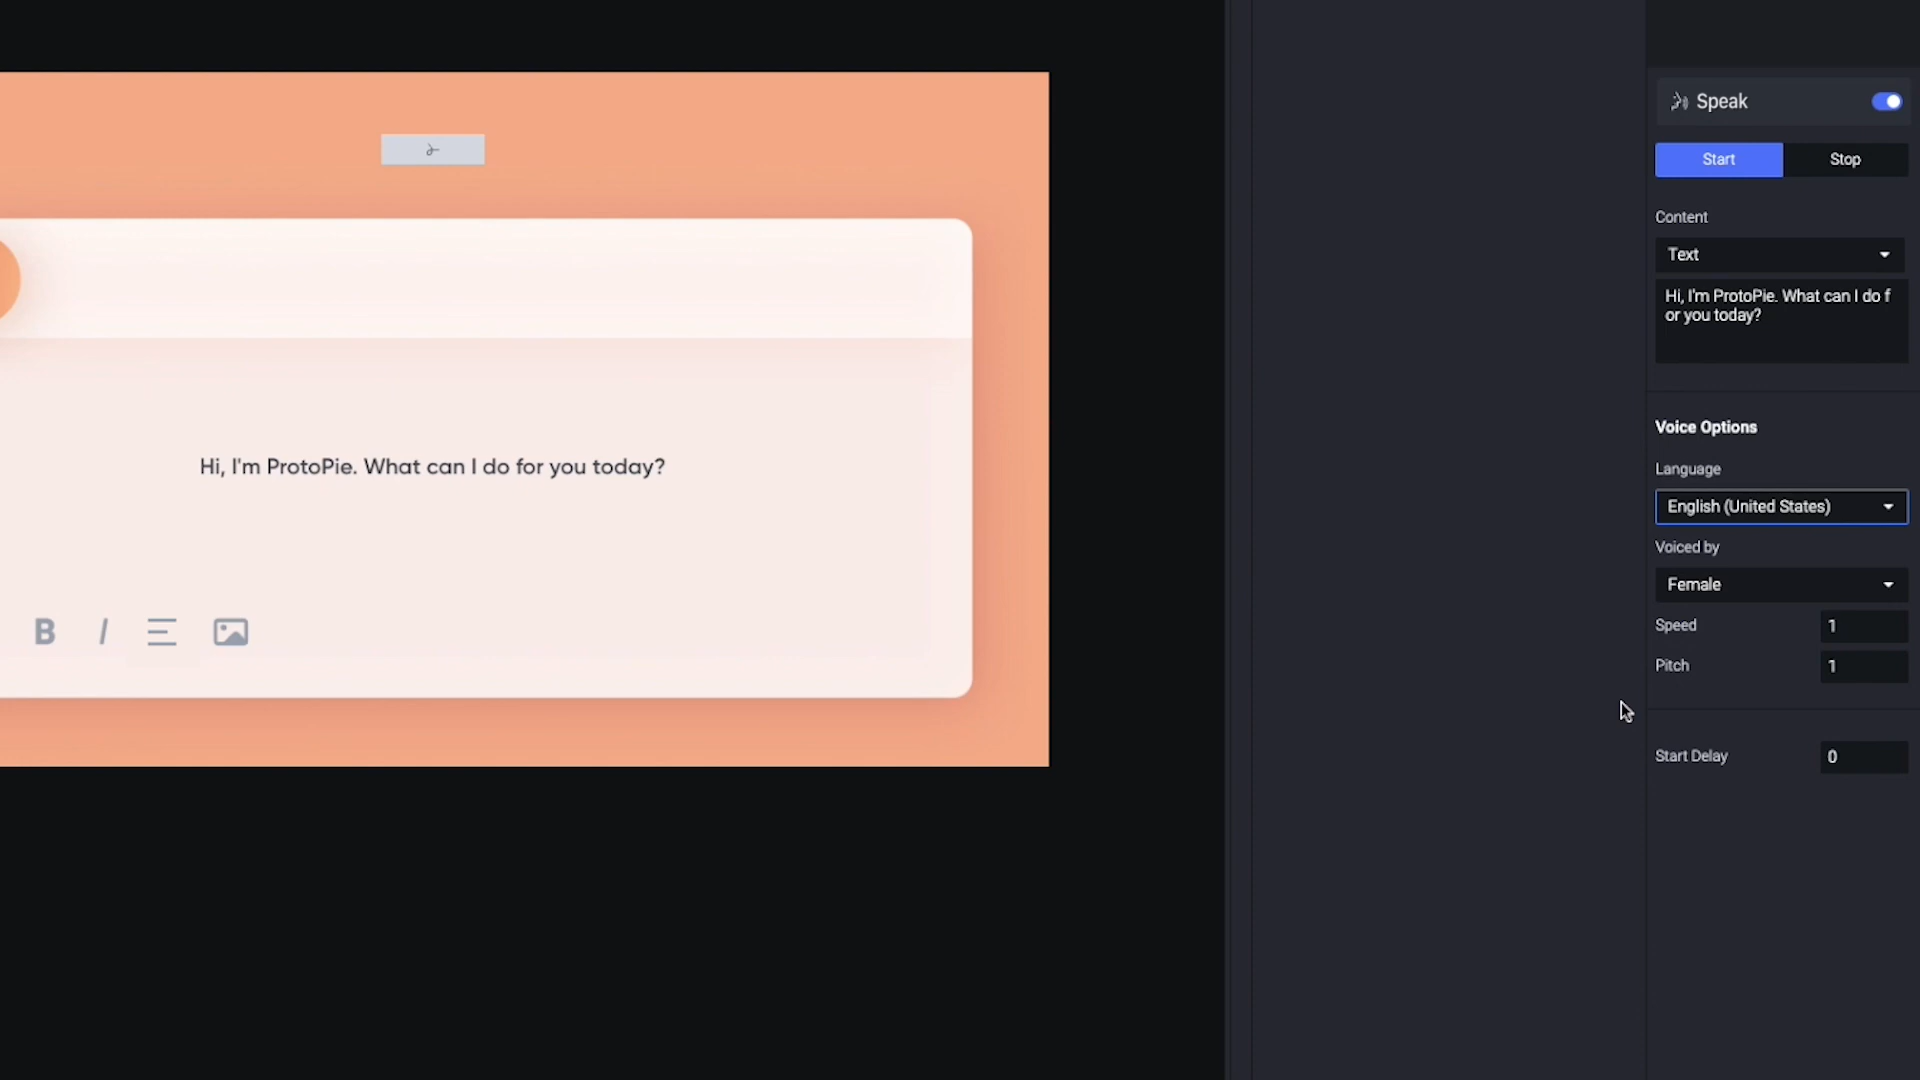 Speak
Start
Stop
Content
Text
Hi, I'm ProtoPie. What can I do f
or you today?
Voice Options
Language
English (United States)
Voiced by
Female
Speed
1
Pitch
1
Start Delay
0
Hi, I'm ProtoPie. What can I do for you today?
B
I